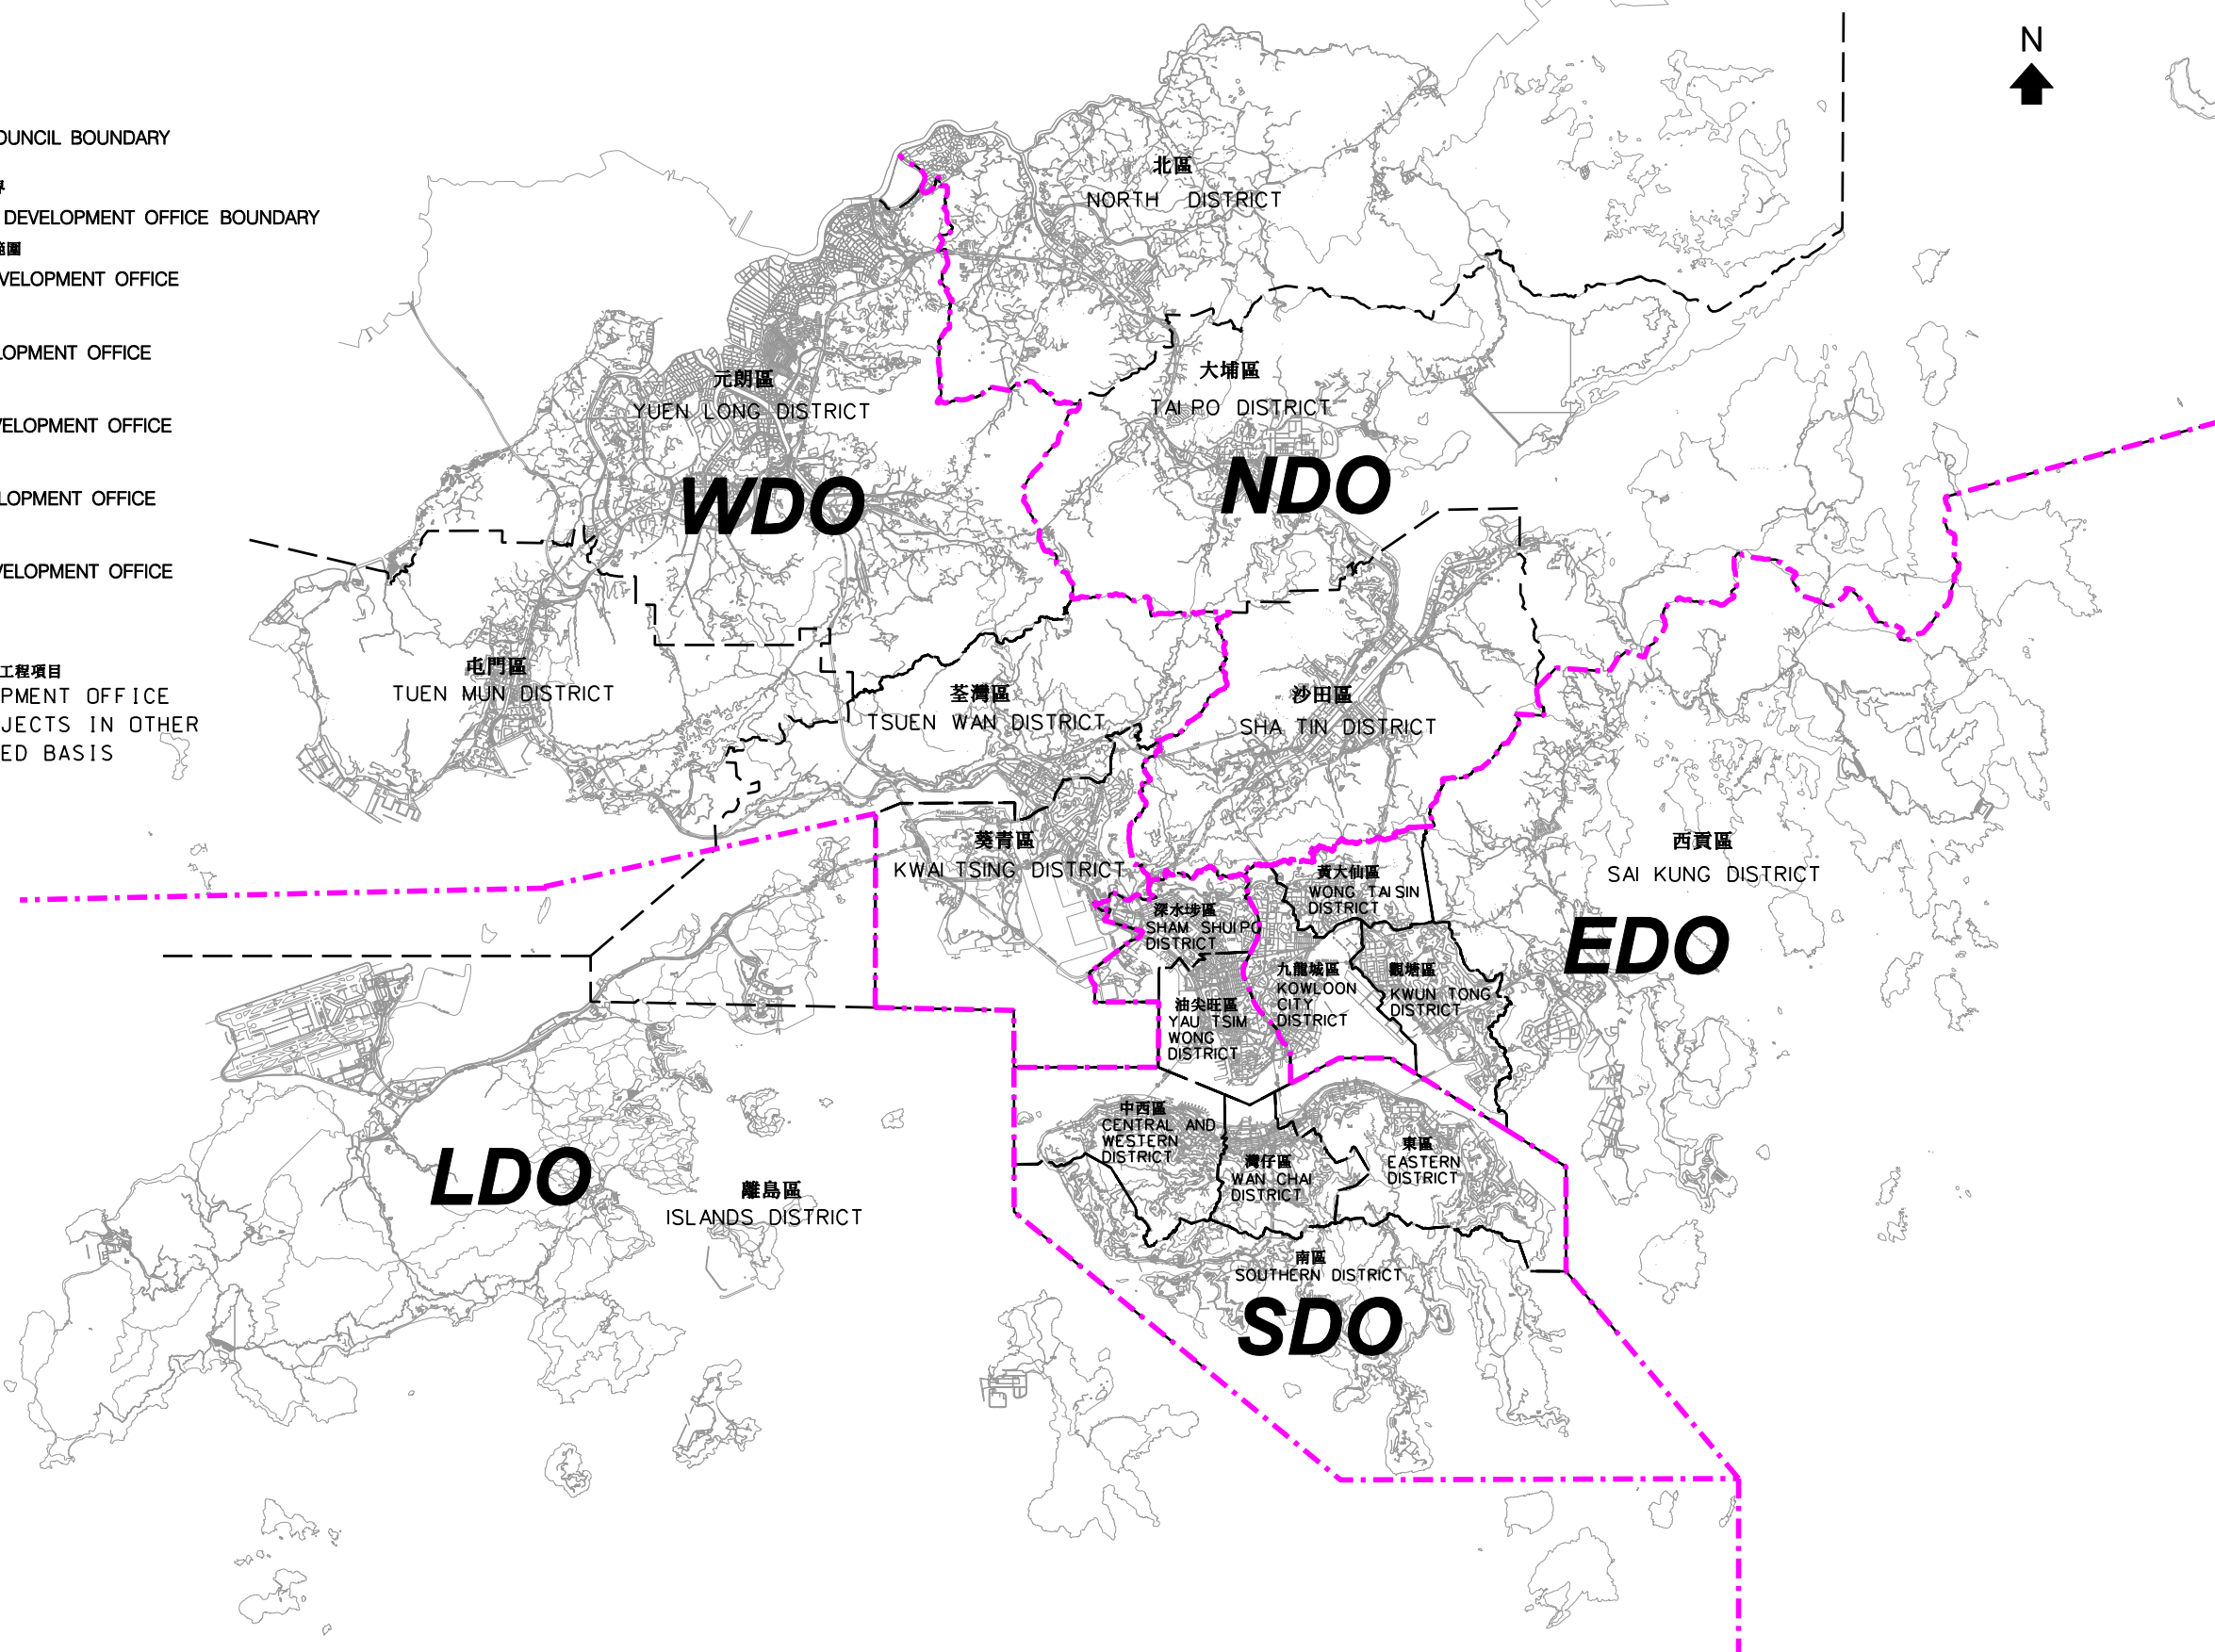 N
OUNCIL BOUNDARY
界
DEVELOPMENT OFFICE BOUNDARY
範圍
VELOPMENT OFFICE
LOPMENT OFFICE
VELOPMENT OFFICE
LOPMENT OFFICE
VELOPMENT OFFICE
工程項目
PMENT OFFICE
JECTS IN OTHER
ED BASIS
北區
NORTH DISTRICT
大埔區
TAI PO DISTRICT
元朗區
YUEN LONG DISTRICT
WDO
NDO
屯門區
TUEN MUN DISTRICT
荃灣區
TSUEN WAN DISTRICT
沙田區
SHA TIN DISTRICT
葵青區
KWAI TSING DISTRICT
西貢區
SAI KUNG DISTRICT
EDO
黃大仙區
WONG TAI SIN
DISTRICT
深水埗區
SHAM SHUI PO
DISTRICT
九龍城區
KOWLOON
CITY
DISTRICT
觀塘區
KWUN TONG
DISTRICT
油尖旺區
YAU TSIM
WONG
DISTRICT
中西區
CENTRAL AND
WESTERN
DISTRICT
灣仔區
WAN CHAI
DISTRICT
東區
EASTERN
DISTRICT
LDO
離島區
ISLANDS DISTRICT
南區
SOUTHERN DISTRICT
SDO